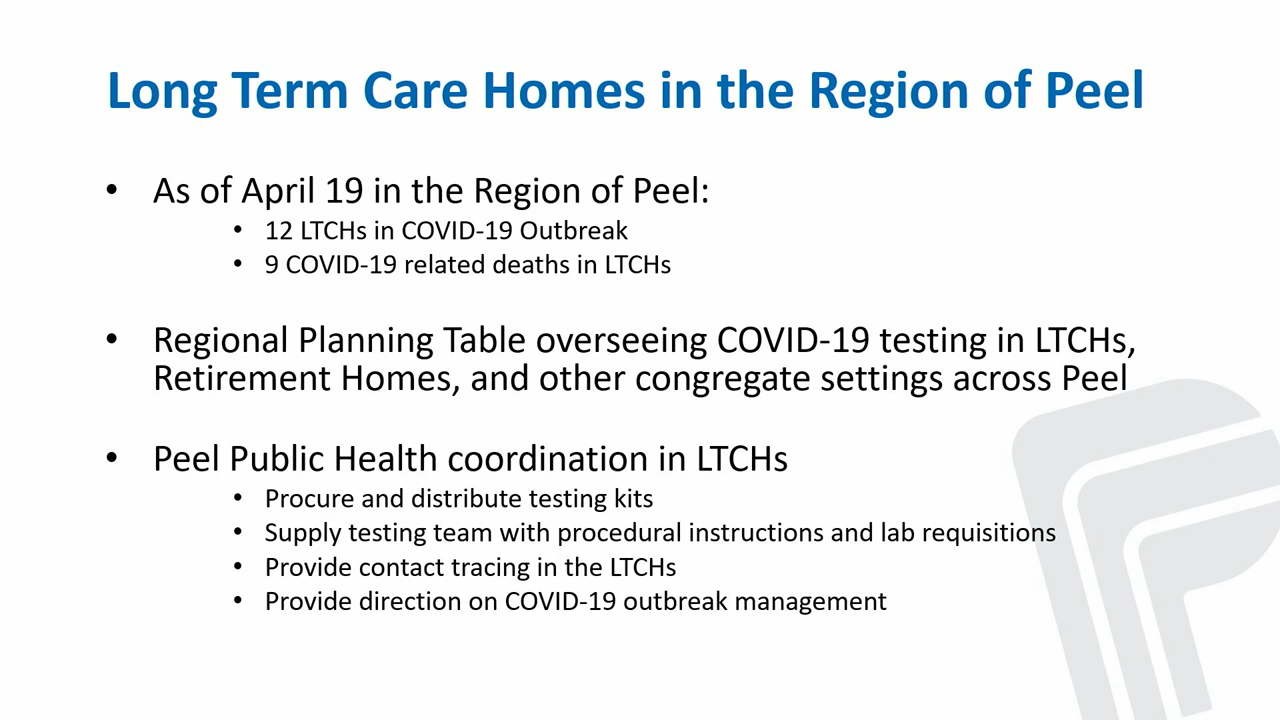 Long Term Care Homes in the Region of Peel
• As of April 19 in the Region of Peel:
• 12 LTCHs in COVID-19 Outbreak
• 9 COVID-19 related deaths in LTCHs
• Regional Planning Table overseeing COVID-19 testing in LTCHs,
Retirement Homes, and other congregate settings across Peel
• Peel Public Health coordination in LTCHs
• Procure and distribute testing kits
• Supply testing team with procedural instructions and lab requisitions
• Provide contact tracing in the LTCHs
• Provide direction on COVID-19 outbreak management